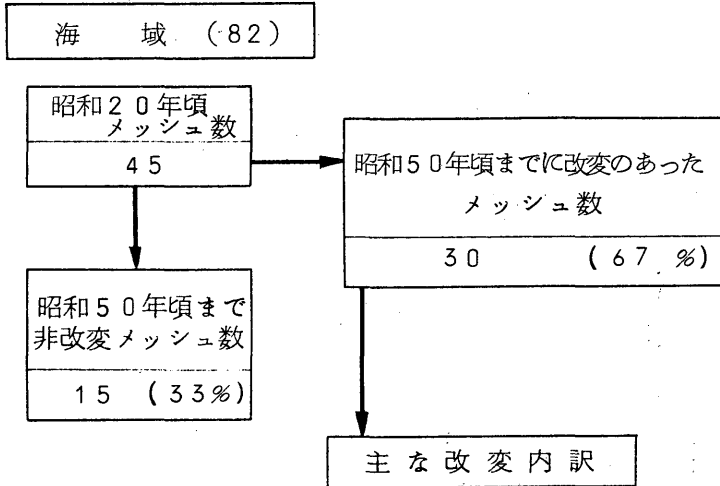 海域(82)
昭和20年頃
メッシュ数
45
昭和50年頃までに改変のあった
メッシュ数
30 (67%)
昭和50年頃まで
非改変メッシュ数
15 (33%)
主な改変内訳